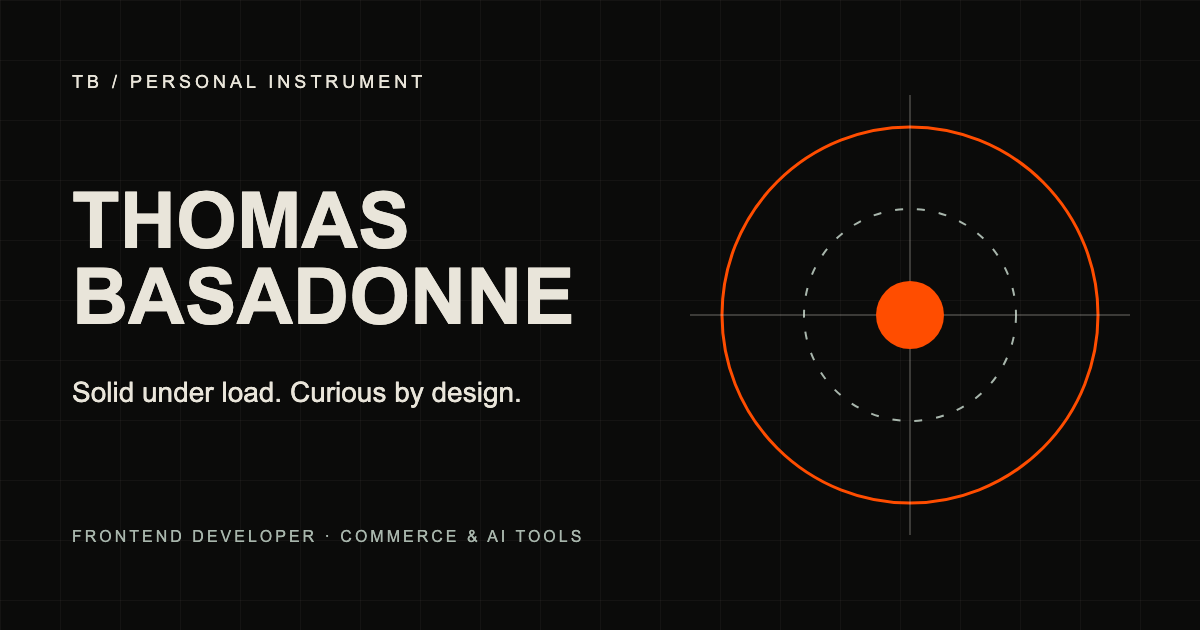 TB / PERSONAL INSTRUMENT
THOMAS
BASADONNE
Solid under load. Curious by design.
FRONTEND DEVELOPER · COMMERCE & AI TOOLS